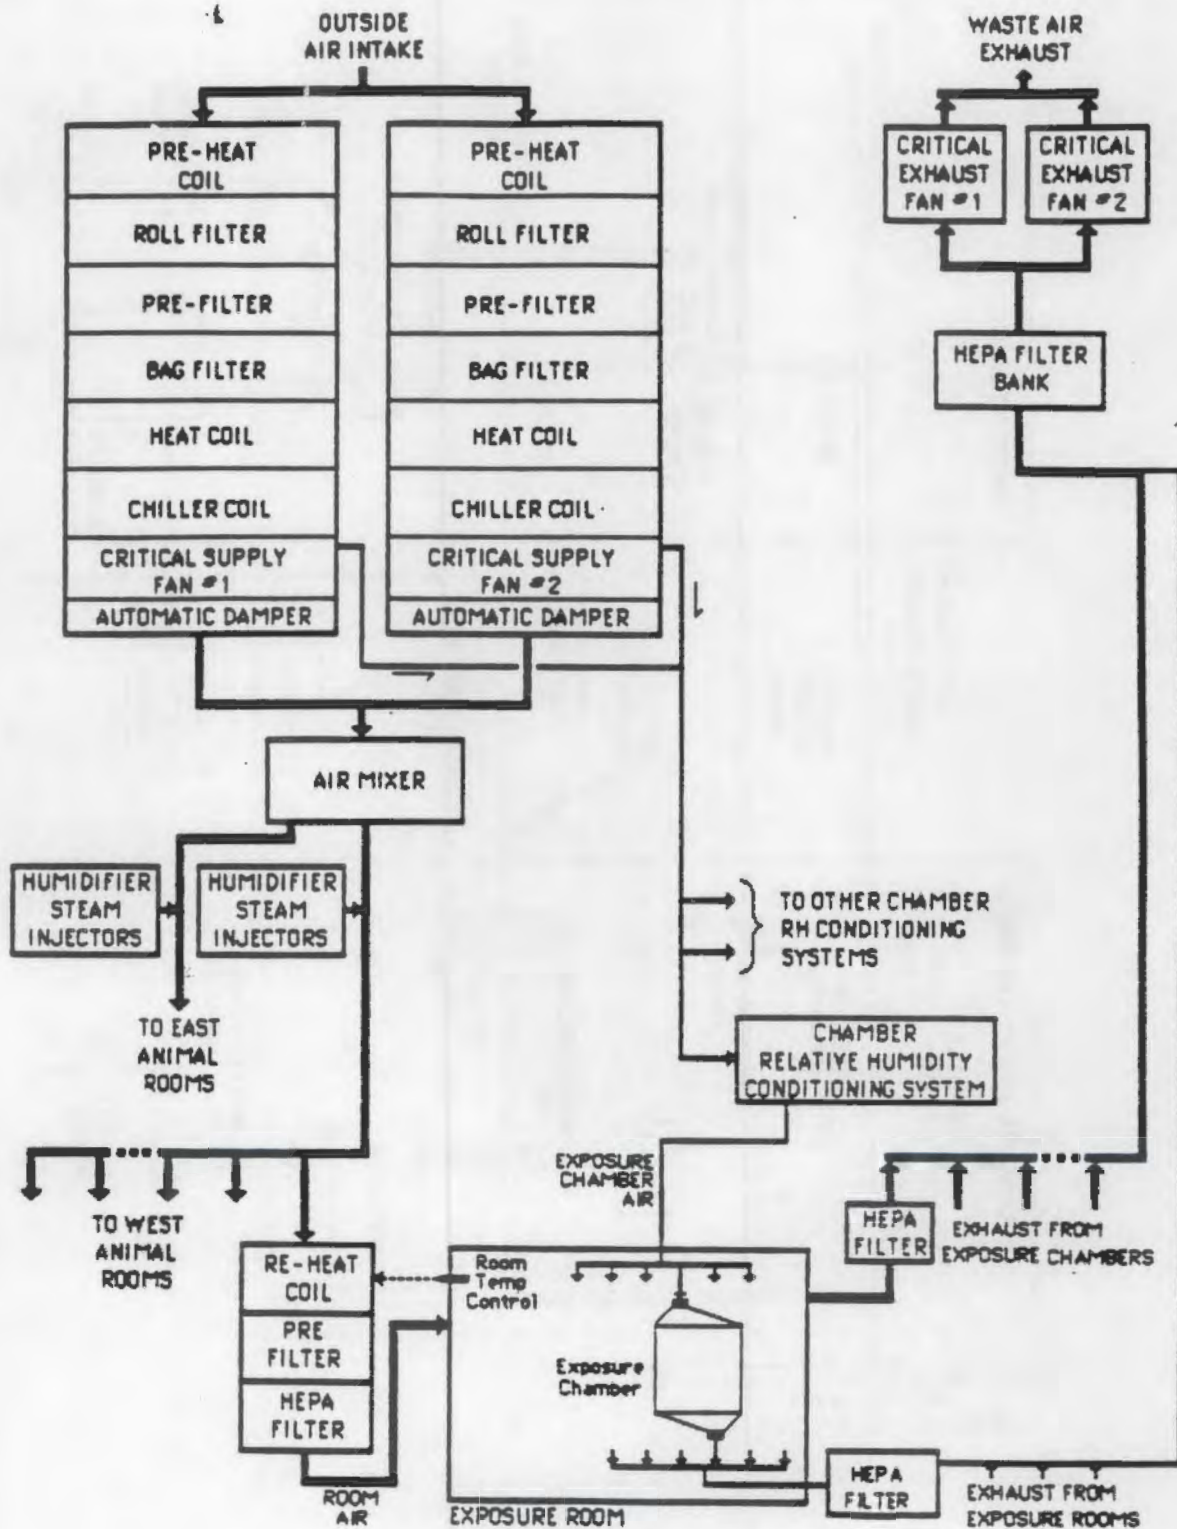 OUTSIDE
AIR INTAKE
WASTE AIR
EXHAUST
PRE-HEAT
COIL
ROLL FILTER
PRE-FILTER
BAG FILTER
HEAT COIL
CHILLER COIL
CRITICAL SUPPLY
FAN #1
AUTOMATIC DAMPER
PRE-HEAT
COIL
ROLL FILTER
PRE-FILTER
BAG FILTER
HEAT COIL
CHILLER COIL
CRITICAL SUPPLY
FAN #2
AUTOMATIC DAMPER
CRITICAL
EXHAUST
FAN #1
CRITICAL
EXHAUST
FAN #2
HEPA FILTER
BANK
AIR MIXER
HUMIDIFIER
STEAM
INJECTORS
HUMIDIFIER
STEAM
INJECTORS
TO EAST
ANIMAL
ROOMS
TO OTHER CHAMBER
RH CONDITIONING
SYSTEMS
CHAMBER
RELATIVE HUMIDITY
CONDITIONING SYSTEM
EXPOSURE
CHAMBER
AIR
TO WEST
ANIMAL
ROOMS
RE-HEAT
COIL
PRE
FILTER
HEPA
FILTER
Room
Temp
Control
HEPA
FILTER
EXHAUST FROM
EXPOSURE CHAMBERS
Exposure
Chamber
ROOM
AIR
EXPOSURE ROOM
HEPA
FILTER
EXHAUST FROM
EXPOSURE ROOMS